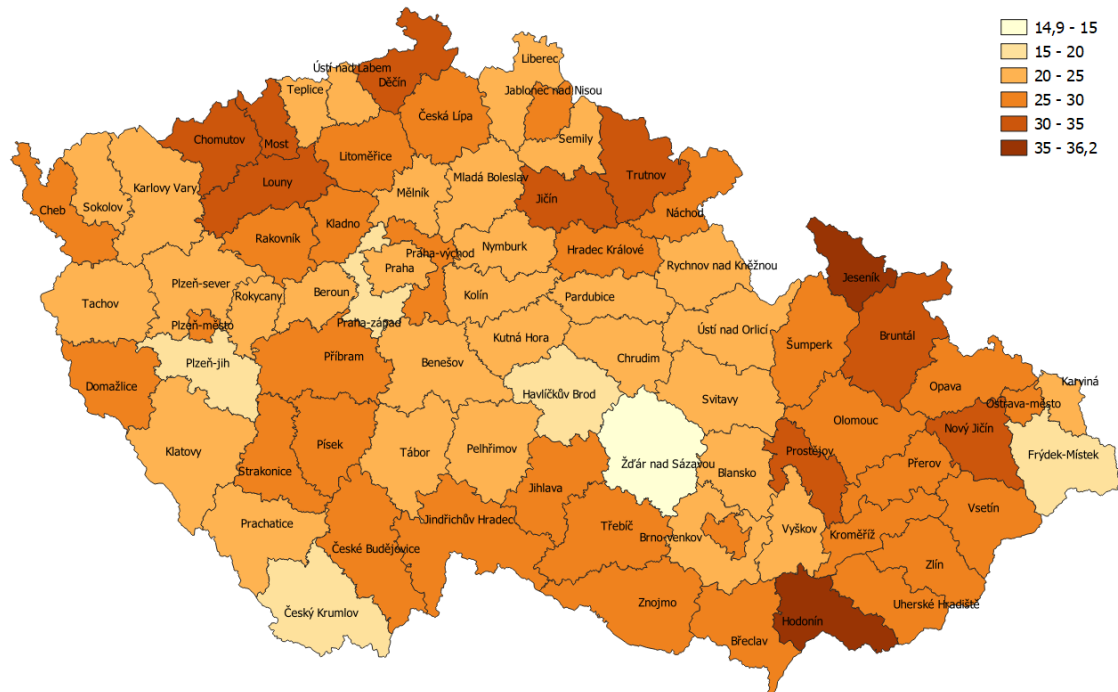 14,9 - 15
15 - 20
20 - 25
25 - 30
30 - 35
35 - 36,2
Liberec
Ústí nad Labem
Děčín
Teplice
Jablonec nad Nisou
Česká Lípa
Semily
Chomutov
Most
Litoměřice
Trutnov
Louny
Mladá Boleslav
Karlovy Vary
Mělník
Jičín
Sokolov
Cheb
Kladno
Náchod
Rakovník
Nymburk
Hradec Králové
Praha-východ
Praha
Rychnov nad Kněžnou
Jeseník
Plzeň-sever
Rokycany
Beroun
Kolín
Pardubice
Tachov
Plzeň-město
Praha-západ
Ústí nad Orlicí
Bruntál
Kutná Hora
Šumperk
Příbram
Benešov
Chrudim
Plzeň-jih
Domažlice
Opava
Karviná
Havlíčkův Brod
Svitavy
Ostrava-město
Olomouc
Nový Jičín
Klatovy
Písek
Tábor
Pelhřimov
Prostějov
Frýdek-Místek
Strakonice
Žďár nad Sázavou
Blansko
Přerov
Jihlava
Vsetín
Prachatice
Jindřichův Hradec
Třebíč
Vyškov
Kroměříž
Brno-venkov
České Budějovice
Zlín
Znojmo
Uherské Hradiště
Český Krumlov
Hodonín
Břeclav